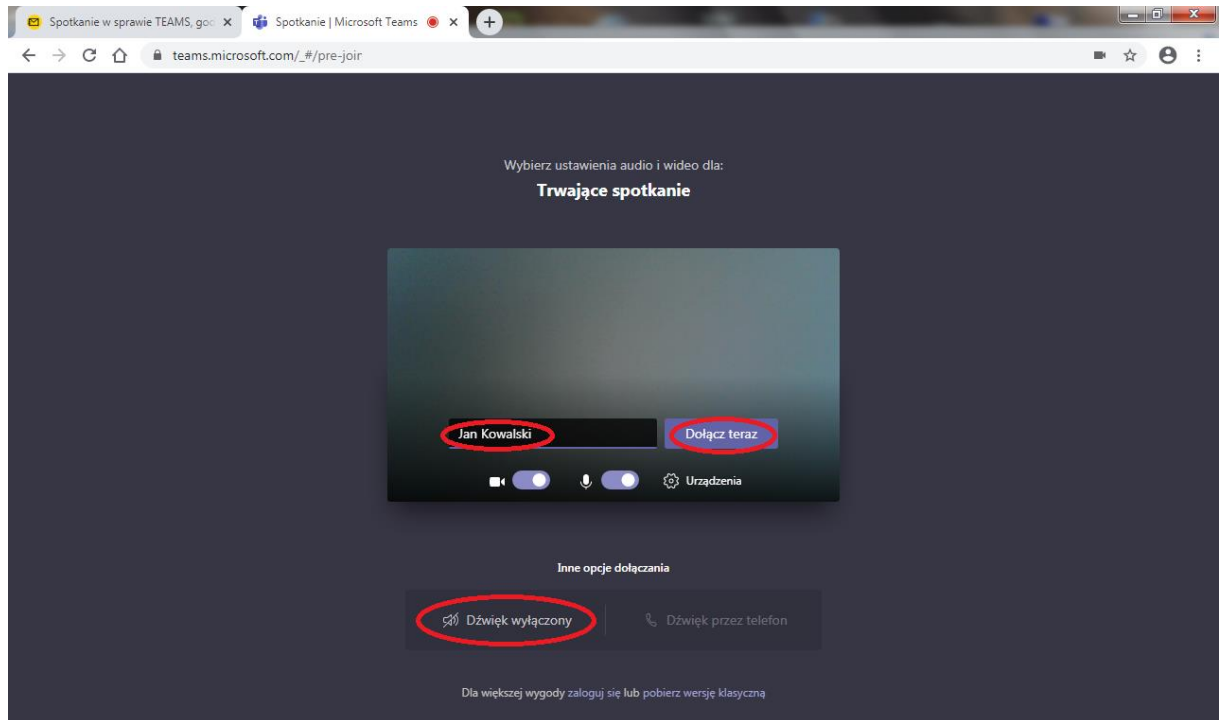 Spotkanie w sprawie TEAMS, goc
Spotkanie | Microsoft Teams
teams.microsoft.com/_#/pre-joir
Wybierz ustawienia audio i wideo dla:
Trwające spotkanie
Jan Kowalski
Dołącz teraz
Urządzenia
Inne opcje dołączania
Dźwięk wyłączony
Dźwięk przez telefon
Dla większej wygody zaloguj się lub pobierz wersję klasyczną